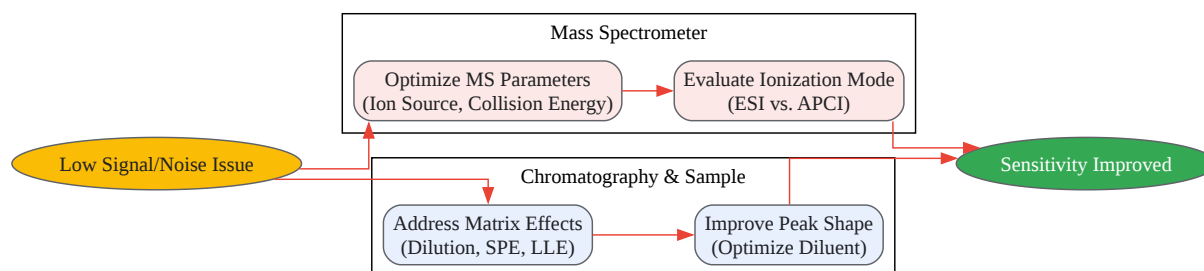 Mass Spectrometer
Optimize MS Parameters
(Ion Source, Collision Energy)
Evaluate Ionization Mode
(ESI vs. APCI)
Low Signal/Noise Issue
Sensitivity Improved
Chromatography & Sample
Address Matrix Effects
(Dilution, SPE, LLE)
Improve Peak Shape
(Optimize Diluent)